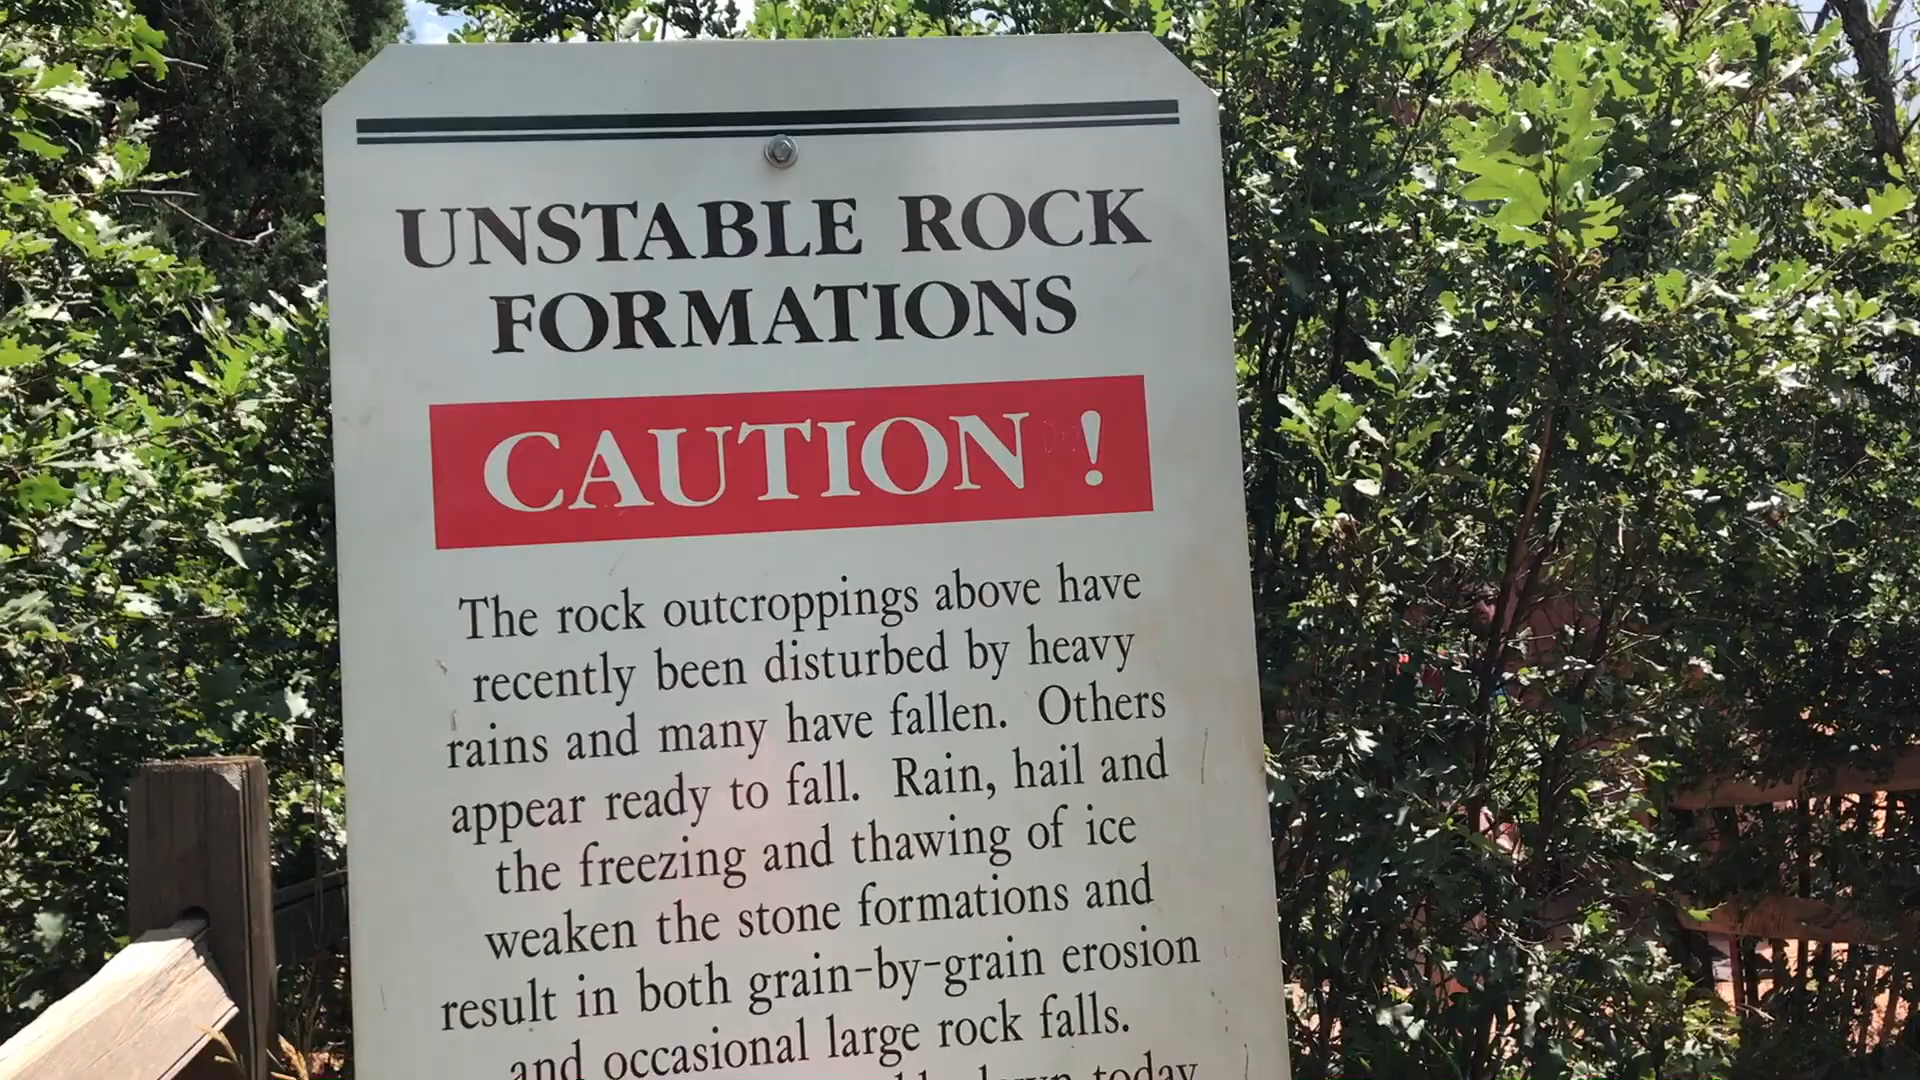 UNSTABLE ROCK
FORMATIONS
CAUTION !
The rock outcroppings above have
recently been disturbed by heavy
rains and many have fallen. Others
appear ready to fall. Rain, hail and
the freezing and thawing of ice
weaken the stone formations and
result in both grain-by-grain erosion
and occasional large rock falls.
down today